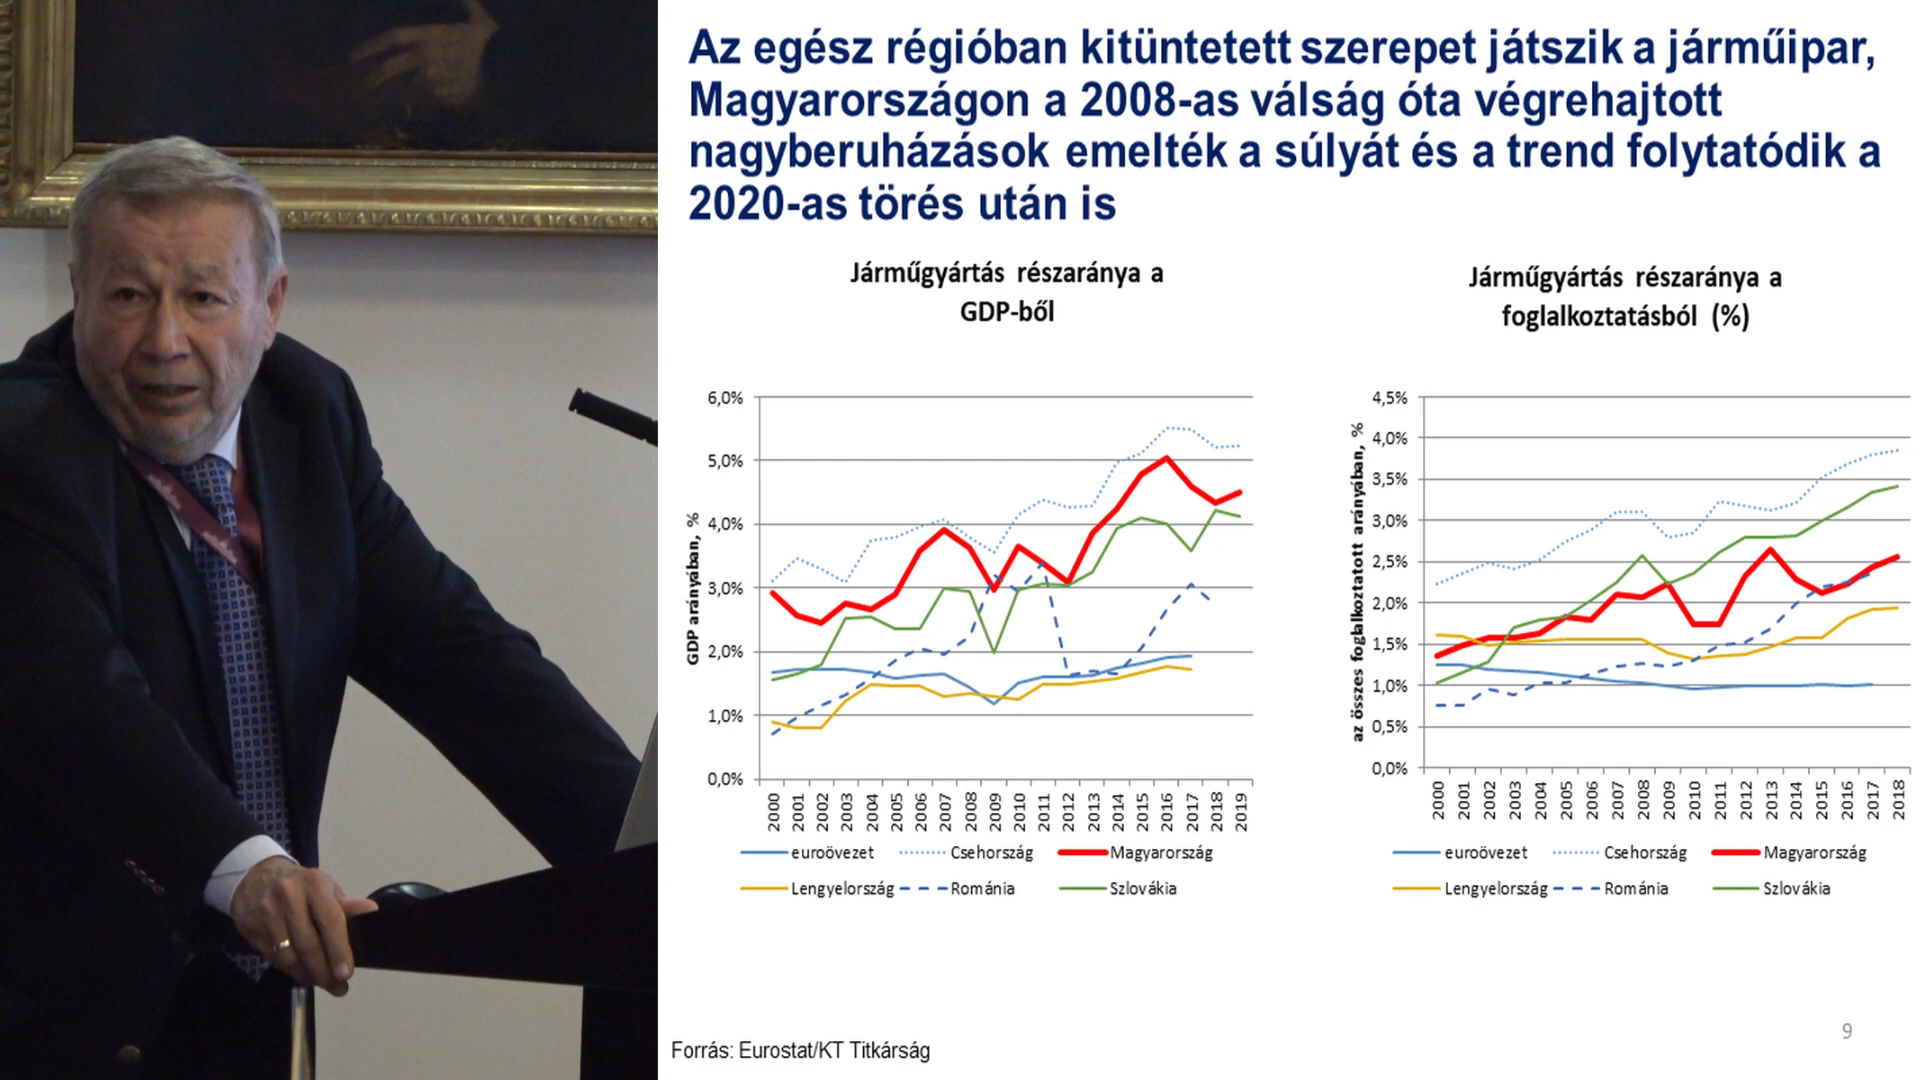 Az egész régióban kitüntetett szerepet játszik a járműipar,
Magyarországon a 2008-as válság óta végrehajtott
nagyberuházások emelték a súlyát és a trend folytatódik a
2020-as törés után is
Járműgyártás részaránya a
GDP-ből
GDP arányában, %
6,0%
5,0%
4,0%
3,0%
2,0%
1,0%
0,0%
2000 2001 2002 2003 2004 2005 2006 2007 2008 2009 2010 2011 2012 2013 2014 2015 2016 2017 2018 2019
euroövezet Csehország Magyarország
Lengyelország Románia Szlovákia
Járműgyártás részaránya a
foglalkoztatásból (%)
az összes foglalkoztatott arányában, %
4,5%
4,0%
3,5%
3,0%
2,5%
2,0%
1,5%
1,0%
0,5%
0,0%
2000 2001 2002 2003 2004 2005 2006 2007 2008 2009 2010 2011 2012 2013 2014 2015 2016 2017 2018
euroövezet Csehország Magyarország
Lengyelország Románia Szlovákia
9
Forrás: Eurostat/KT Titkárság